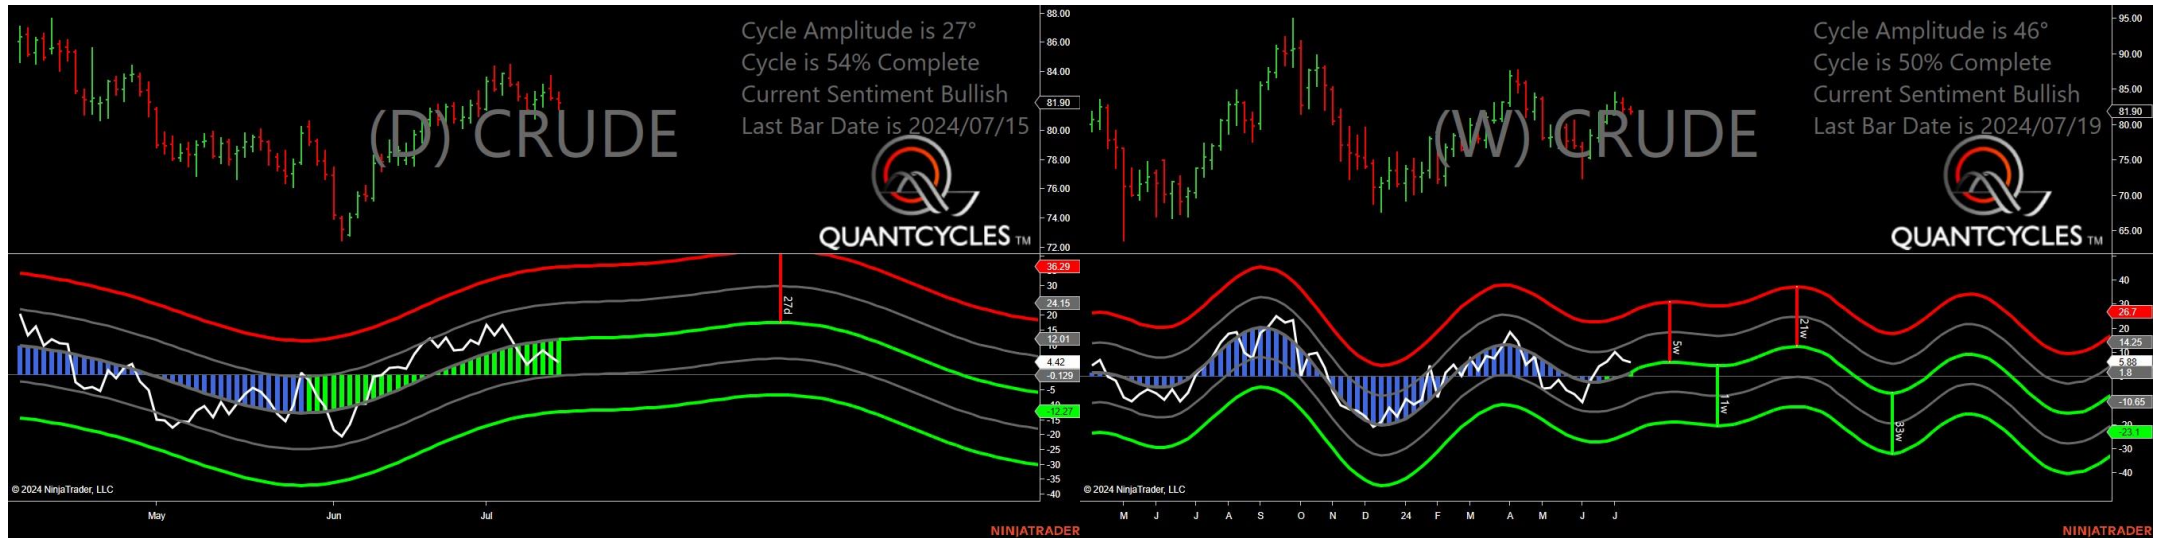 Cycle Amplitude is 27°
Cycle is 54% Complete
Current Sentiment Bullish
Last Bar Date is 2024/07/15
(D) CRUDE
QUANTCYCLES TM
88.00
86.00
84.00
81.90
80.00
78.00
76.00
74.00
72.00
36.29
30
24.15
20
15
12.01
4.42
-0.129
-5
-12.27
-15
-20
-25
-30
-35
-40
27d
© 2024 NinjaTrader, LLC
May
Jun
Jul
NINJATRADER
Cycle Amplitude is 46°
Cycle is 50% Complete
Current Sentiment Bullish
Last Bar Date is 2024/07/19
(W) CRUDE
QUANTCYCLES TM
95.00
90.00
85.00
81.90
80.00
75.00
70.00
65.00
40
26.7
20
14.25
10
5.88
1.8
-10.65
-23.1
-30
-40
5w
11w
21w
33w
© 2024 NinjaTrader, LLC
M J J A S O N D 24 F M A M J J
NINJATRADER